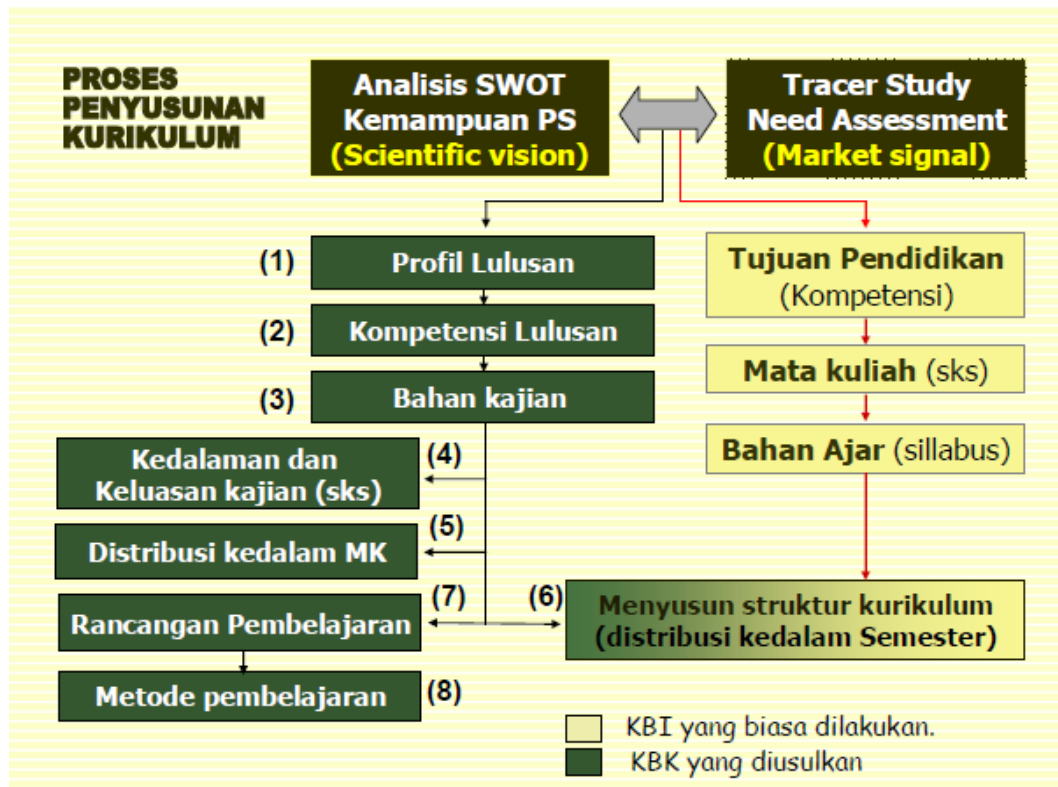 PROSES
PENYUSUNAN
KURIKULUM
Analisis SWOT
Kemampuan PS
(Scientific vision)
Tracer Study
Need Assessment
(Market signal)
(1)
Profil Lulusan
(2)
Kompetensi Lulusan
(3)
Bahan kajian
Kedalaman dan
Keluasan kajian (sks)
(4)
Distribusi kedalam MK
(5)
Rancangan Pembelajaran
(7)
Metode pembelajaran
(8)
Tujuan Pendidikan
(Kompetensi)
Mata kuliah (sks)
Bahan Ajar (sillabus)
(6)
Menyusun struktur kurikulum
(distribusi kedalam Semester)
KBI yang biasa dilakukan.
KBK yang diusulkan